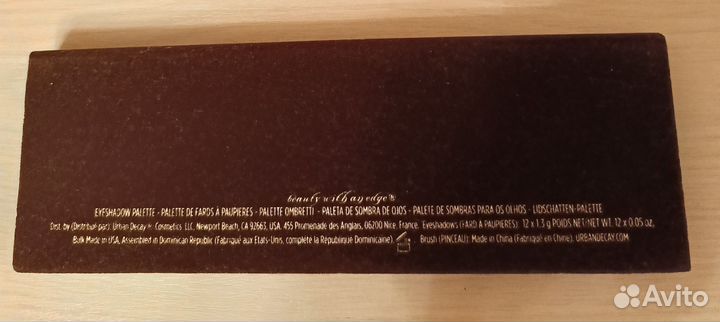 beauty with an edge®
EYESHADOW PALETTE - PALETTE DE FARDS À PAUPIERES - PALETTE OMBRETTI - PALETA DE SOMBRA DE OJOS - PALETE DE SOMBRAS PARA OS OLHOS - LIDSCHATTEN-PALETTE
Dist. by (Distribué par): Urban Decay® Cosmetics LLC, Newport Beach, CA 92663, USA. 455 Promenade des Anglais, 06200 Nice, France. Eyeshadows (FARD À PAUPIERES): 12 x 1.3 g POIDS NET/NET WT. 12 x 0.05 oz.
Bulk Made in U.S.A., Assembled in Dominican Republic (Fabriqué aux Etats-Unis, complété la République Dominicaine). Brush (PINCEAU): Made in China (Fabriqué en Chine). URBANDECAY.COM
Avito